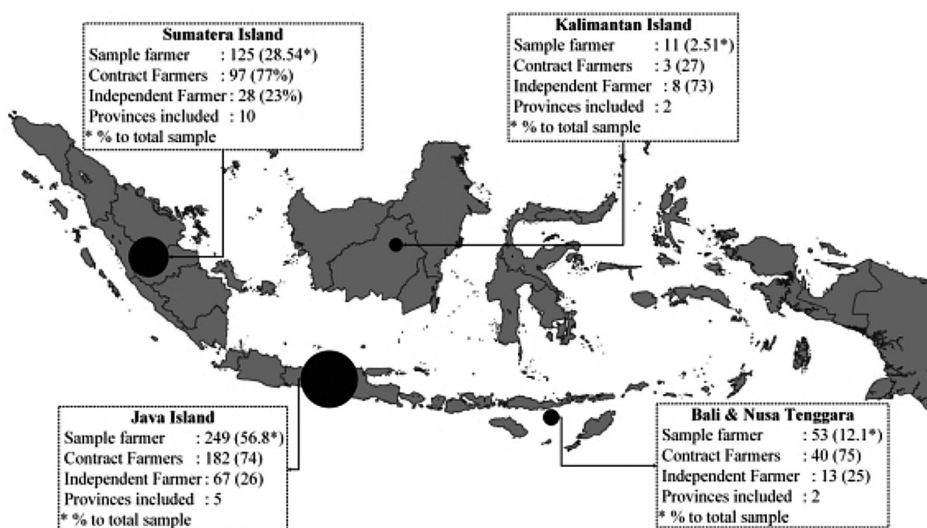 Sumatera Island
Sample farmer : 125 (28.54*)
Contract Farmers : 97 (77%)
Independent Farmer : 28 (23%)
Provinces included : 10
* % to total sample
Kalimantan Island
Sample farmer : 11 (2.51*)
Contract Farmers : 3 (27)
Independent Farmer : 8 (73)
Provinces included : 2
* % to total sample
Java Island
Sample farmer : 249 (56.8*)
Contract Farmers : 182 (74)
Independent Farmer : 67 (26)
Provinces included : 5
* % to total sample
Bali & Nusa Tenggara
Sample farmer : 53 (12.1*)
Contract Farmers : 40 (75)
Independent Farmer : 13 (25)
Provinces included : 2
* % to total sample